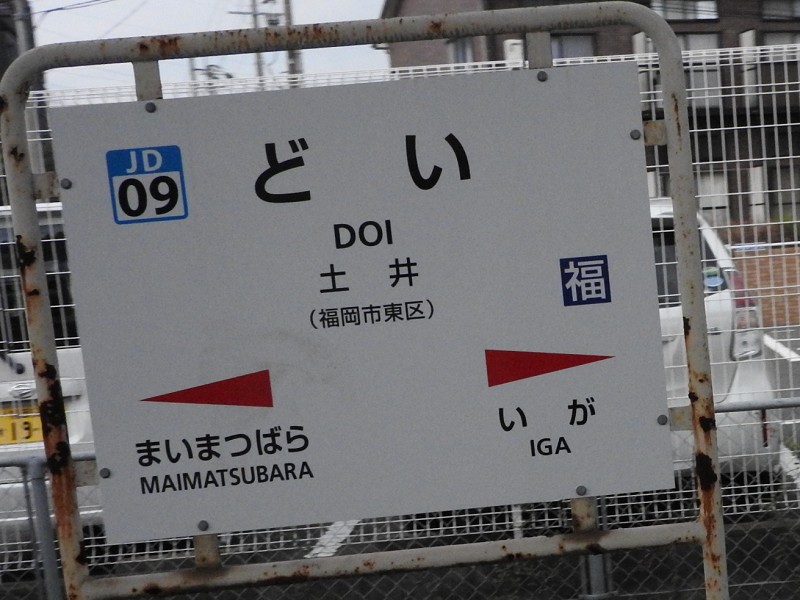 JD
09
どい
DOI
土井
(福岡市東区)
福
まいまつばら
MAIMATSUBARA
いが
IGA
19